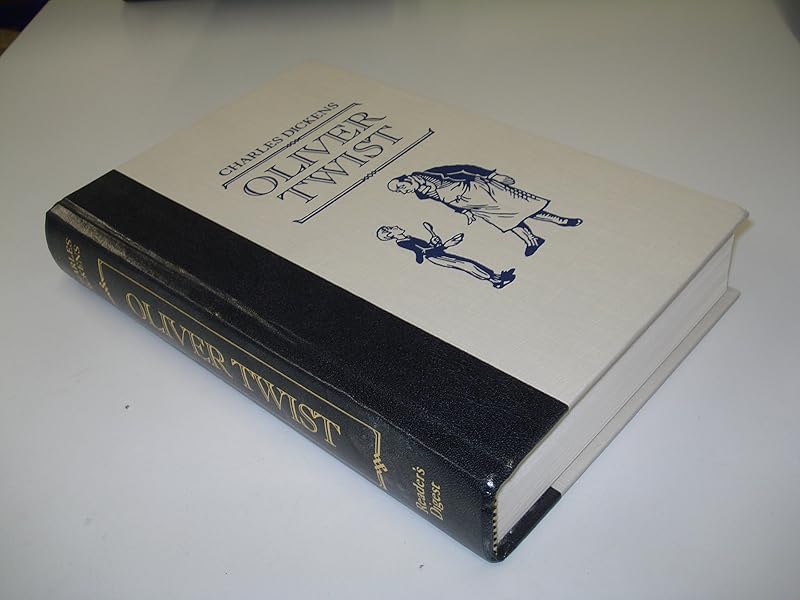 CHARLES DICKENS
OLIVER
TWIST
OLIVER TWIST
Reader's
Digest